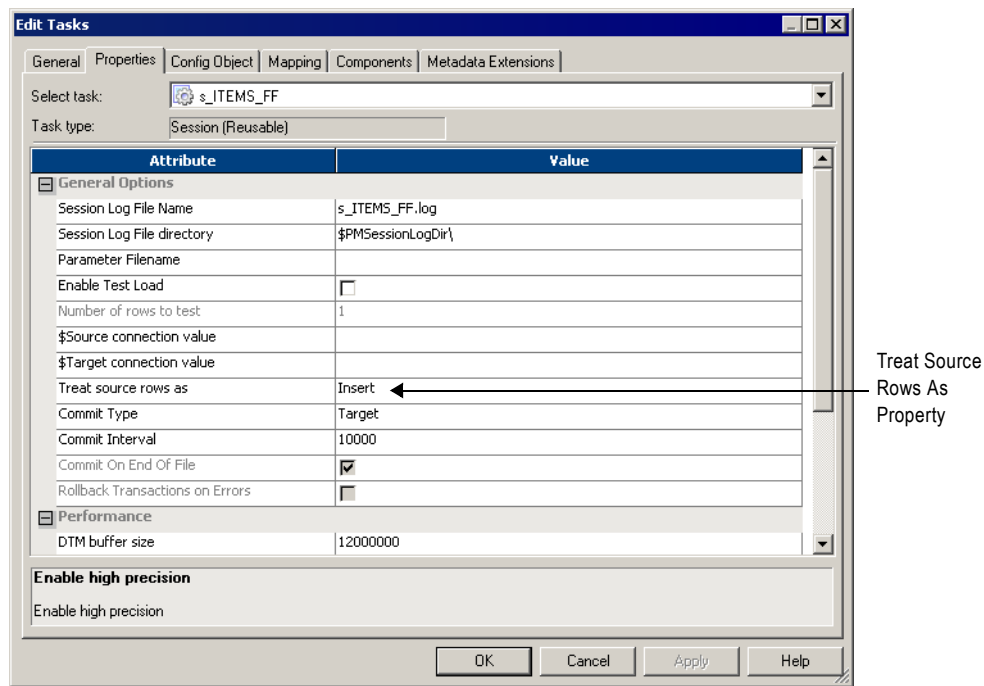 Edit Tasks
General Properties Config Object Mapping Components Metadata Extensions
Select task: s_ITEMS_FF
Task type: Session (Reusable)
Attribute Value
General Options
Session Log File Name s_ITEMS_FF.log
Session Log File directory $PMSessionLogDir\
Parameter Filename
Enable Test Load
Number of rows to test 1
$Source connection value
$Target connection value
Treat source rows as Insert
Commit Type Target
Commit Interval 10000
Commit On End Of File
Rollback Transactions on Errors
Performance
DTM buffer size 12000000
Enable high precision
Enable high precision
OK Cancel Apply Help
Treat Source
Rows As
Property